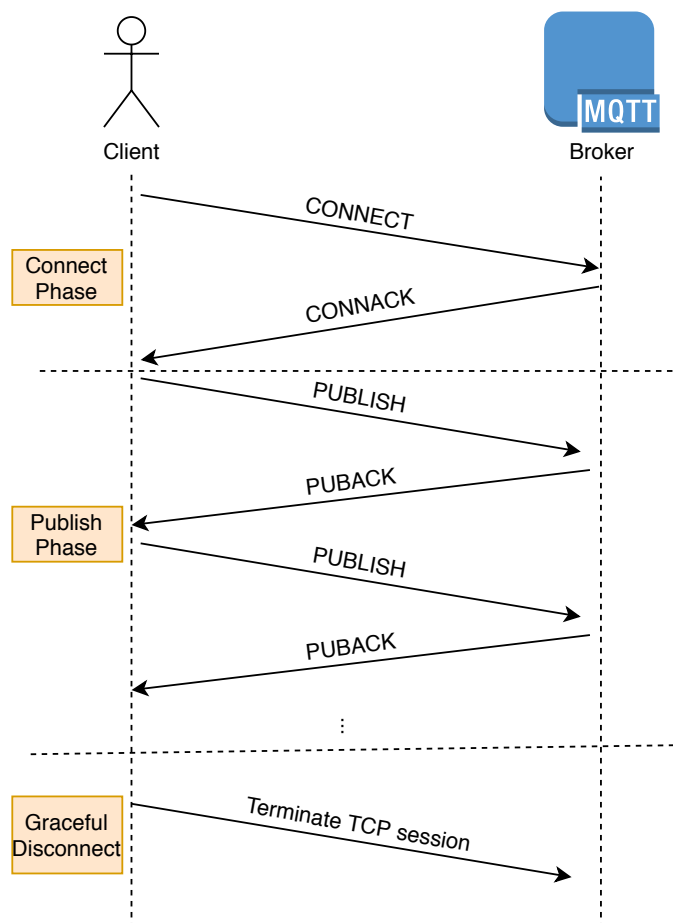 MQTT
Client
Broker
CONNECT
Connect
Phase
CONNACK
PUBLISH
PUBACK
Publish
Phase
PUBLISH
PUBACK
...
Terminate TCP session
Graceful
Disconnect